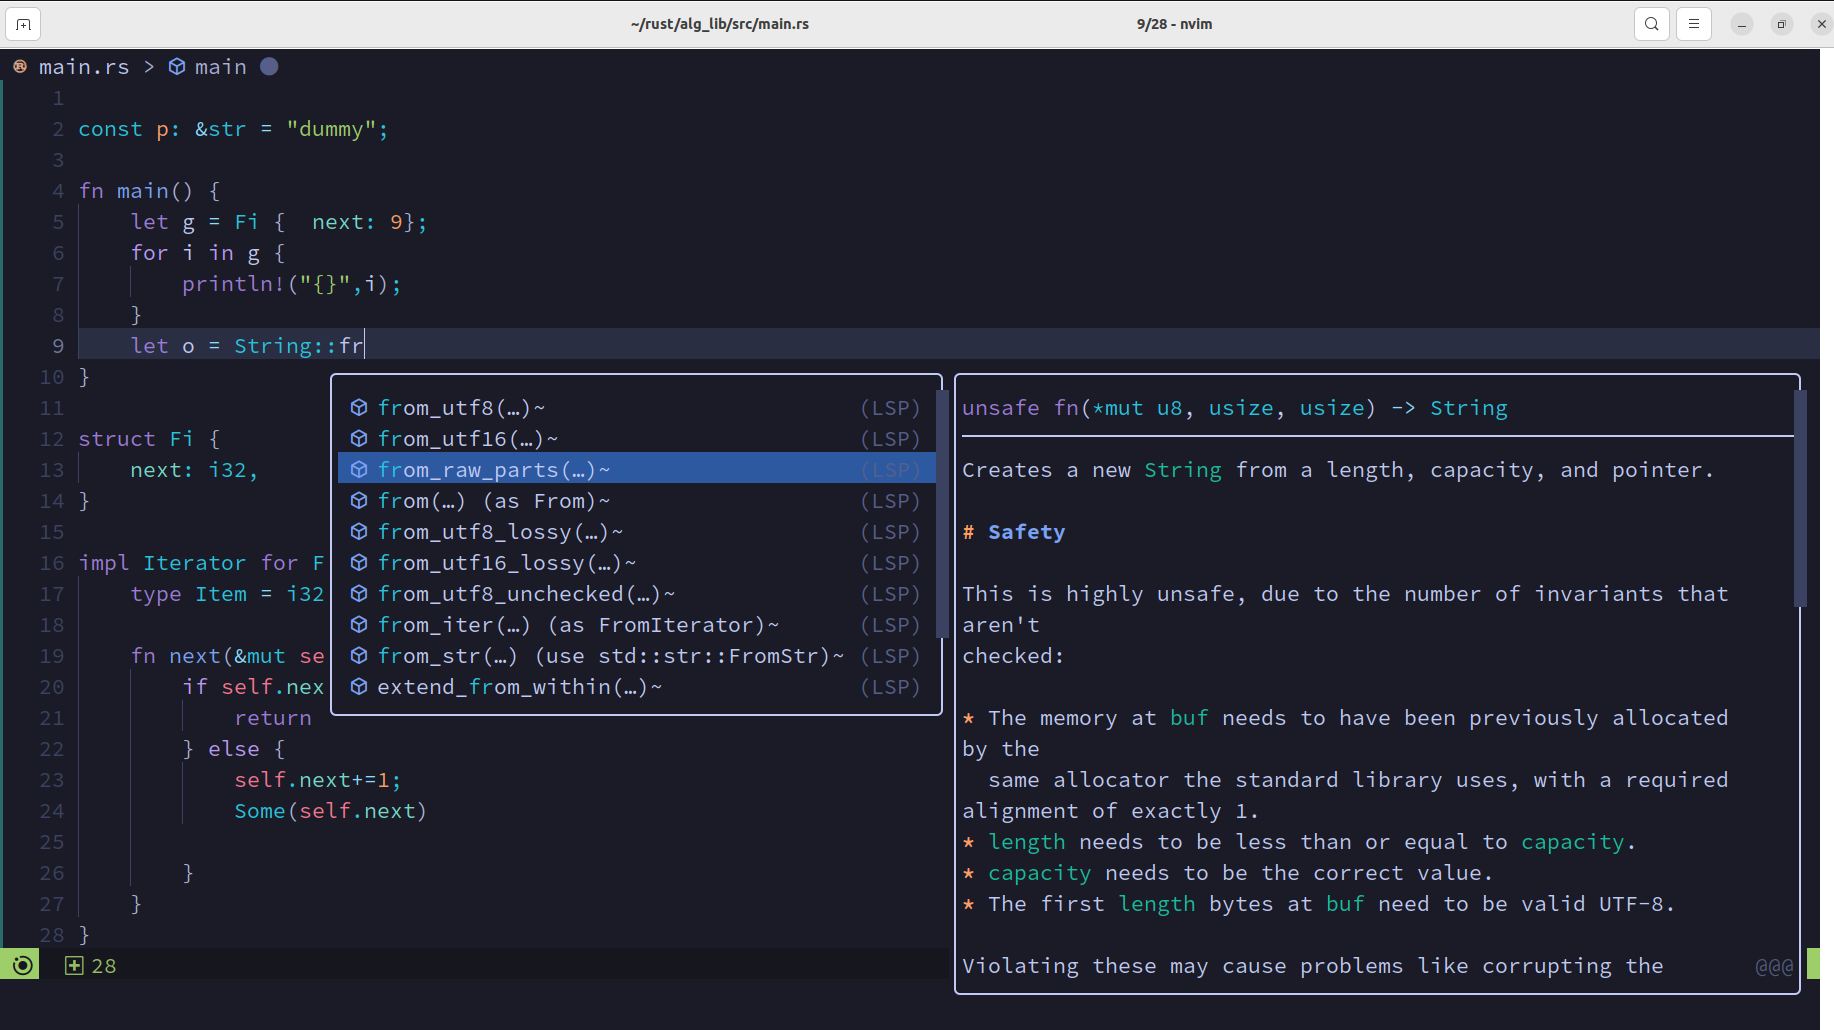 ~/rust/alg_lib/src/main.rs 9/28 - nvim
main.rs > main
1
2 const p: &str = "dummy";
3
4 fn main() {
5 let g = Fi {  next: 9};
6 for i in g {
7 println!("{}",i);
8 }
9 let o = String::fr
10 }
11
12 struct Fi {
13 next: i32,
14 }
15
16 impl Iterator for F
17 type Item = i32
18
19 fn next(&mut se
20 if self.nex
21 return
22 } else {
23 self.next+=1;
24 Some(self.next)
25
26 }
27 }
28 }
28
from_utf8(…)~ (LSP)
from_utf16(…)~ (LSP)
from_raw_parts(…)~ (LSP)
from(…) (as From)~ (LSP)
from_utf8_lossy(…)~ (LSP)
from_utf16_lossy(…)~ (LSP)
from_utf8_unchecked(…)~ (LSP)
from_iter(…) (as FromIterator)~ (LSP)
from_str(…) (use std::str::FromStr)~ (LSP)
extend_from_within(…)~ (LSP)
unsafe fn(*mut u8, usize, usize) -> String
Creates a new String from a length, capacity, and pointer.
# Safety
This is highly unsafe, due to the number of invariants that
aren't
checked:
* The memory at buf needs to have been previously allocated
by the
same allocator the standard library uses, with a required
alignment of exactly 1.
* length needs to be less than or equal to capacity.
* capacity needs to be the correct value.
* The first length bytes at buf need to be valid UTF-8.
Violating these may cause problems like corrupting the @@@